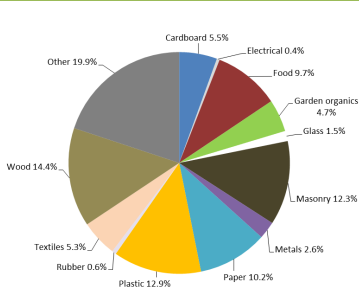 Cardboard 5.5%
Electrical 0.4%
Food 9.7%
Garden organics
4.7%
Glass 1.5%
Masonry 12.3%
Metals 2.6%
Paper 10.2%
Plastic 12.9%
Rubber 0.6%
Textiles 5.3%
Wood 14.4%
Other 19.9%